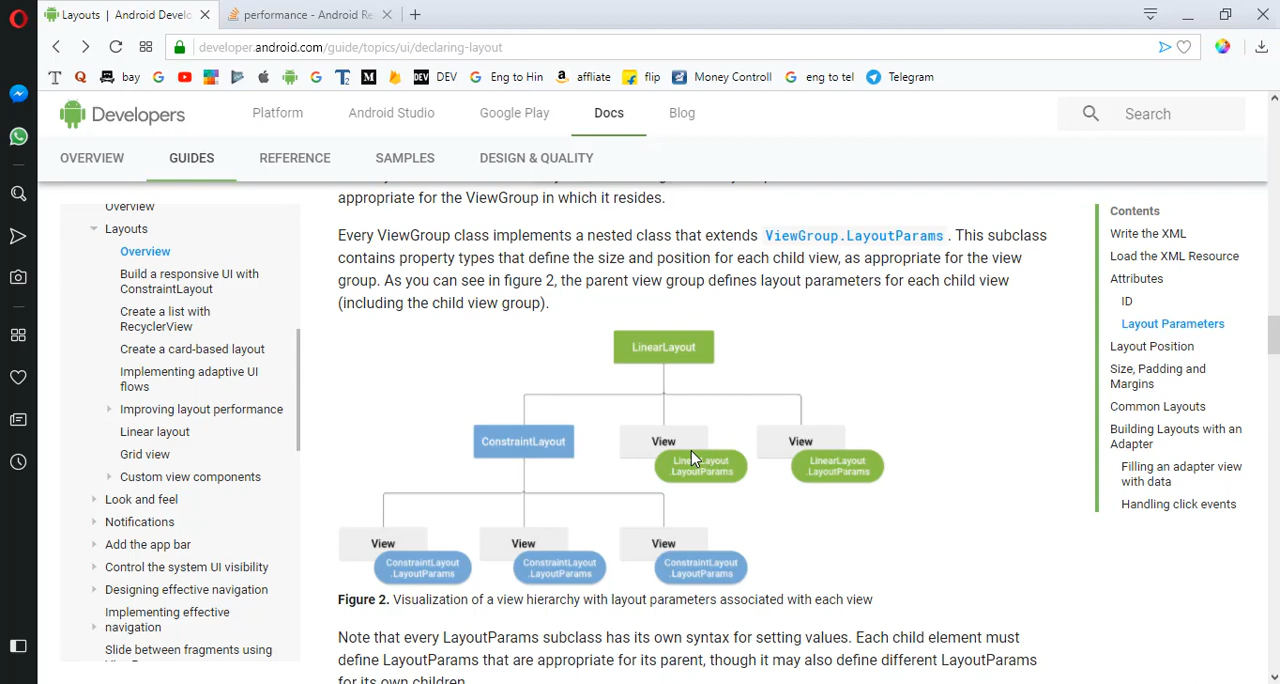 Layouts | Android Develo
performance - Android Re
developer.android.com/guide/topics/ui/declaring-layout
bay
DEV
DEV
Eng to Hin
affliate
flip
Money Controll
eng to tel
Telegram
Developers
Platform
Android Studio
Google Play
Docs
Blog
Search
OVERVIEW
GUIDES
REFERENCE
SAMPLES
DESIGN & QUALITY
Overview
Layouts
Overview
Build a responsive UI with
ConstraintLayout
Create a list with
RecyclerView
Create a card-based layout
Implementing adaptive UI
flows
Improving layout performance
Linear layout
Grid view
Custom view components
Look and feel
Notifications
Add the app bar
Control the system UI visibility
Designing effective navigation
Implementing effective
navigation
Slide between fragments using
appropriate for the ViewGroup in which it resides.
Every ViewGroup class implements a nested class that extends ViewGroup.LayoutParams . This subclass
contains property types that define the size and position for each child view, as appropriate for the view
group. As you can see in figure 2, the parent view group defines layout parameters for each child view
(including the child view group).
LinearLayout
ConstraintLayout
View
LinearLayout
.LayoutParams
View
LinearLayout
.LayoutParams
View
ConstraintLayout
.LayoutParams
View
ConstraintLayout
.LayoutParams
View
ConstraintLayout
.LayoutParams
Figure 2. Visualization of a view hierarchy with layout parameters associated with each view
Note that every LayoutParams subclass has its own syntax for setting values. Each child element must
define LayoutParams that are appropriate for its parent, though it may also define different LayoutParams
for its own children.
Contents
Write the XML
Load the XML Resource
Attributes
ID
Layout Parameters
Layout Position
Size, Padding and
Margins
Common Layouts
Building Layouts with an
Adapter
Filling an adapter view
with data
Handling click events